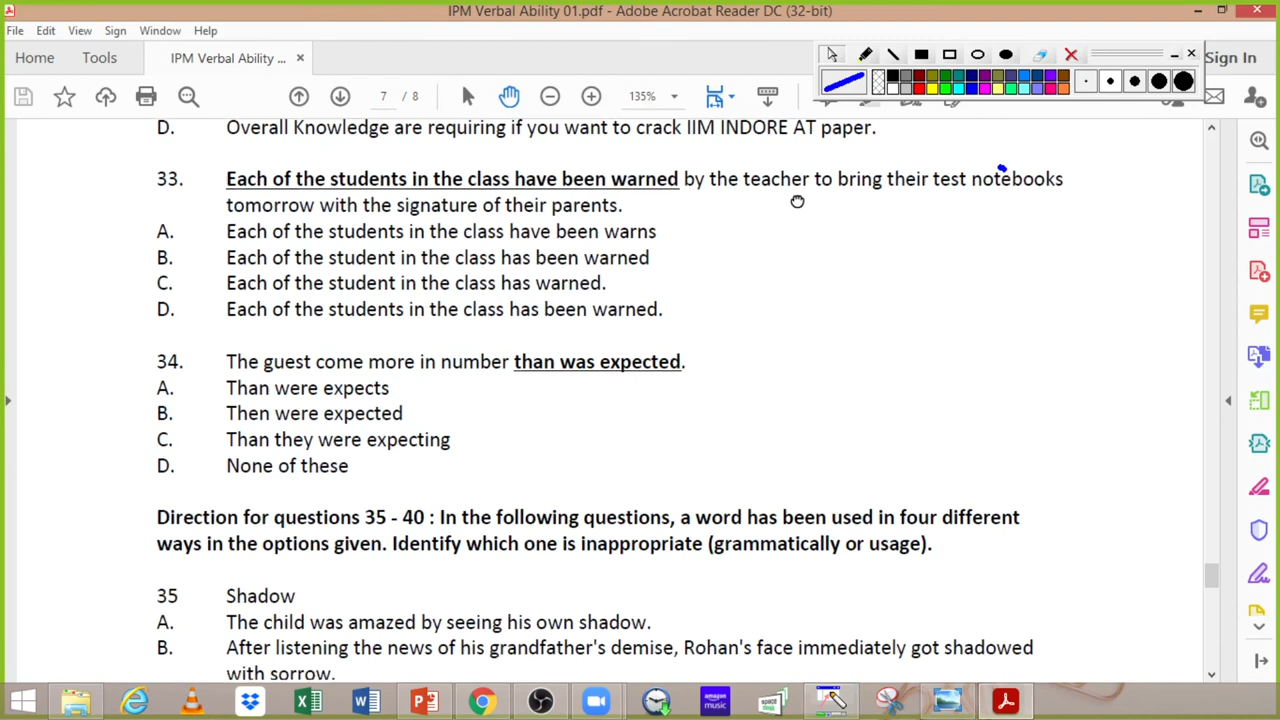 IPM Verbal Ability 01.pdf - Adobe Acrobat Reader DC (32-bit)
File Edit View Sign Window Help
Home Tools IPM Verbal Ability ... × Sign In
7 / 8 135%
D. Overall Knowledge are requiring if you want to crack IIM INDORE AT paper.
33. Each of the students in the class have been warned by the teacher to bring their test notebooks
tomorrow with the signature of their parents.
A. Each of the students in the class have been warns
B. Each of the student in the class has been warned
C. Each of the student in the class has warned.
D. Each of the students in the class has been warned.
34. The guest come more in number than was expected.
A. Than were expects
B. Then were expected
C. Than they were expecting
D. None of these
Direction for questions 35 - 40 : In the following questions, a word has been used in four different
ways in the options given. Identify which one is inappropriate (grammatically or usage).
35 Shadow
A. The child was amazed by seeing his own shadow.
B. After listening the news of his grandfather's demise, Rohan's face immediately got shadowed
with sorrow.
amazon
music
space
desk